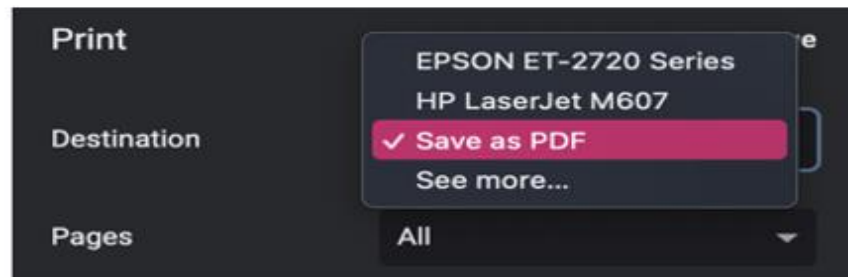 Print
e
EPSON ET-2720 Series
HP LaserJet M607
Destination
✓ Save as PDF
See more...
Pages
All